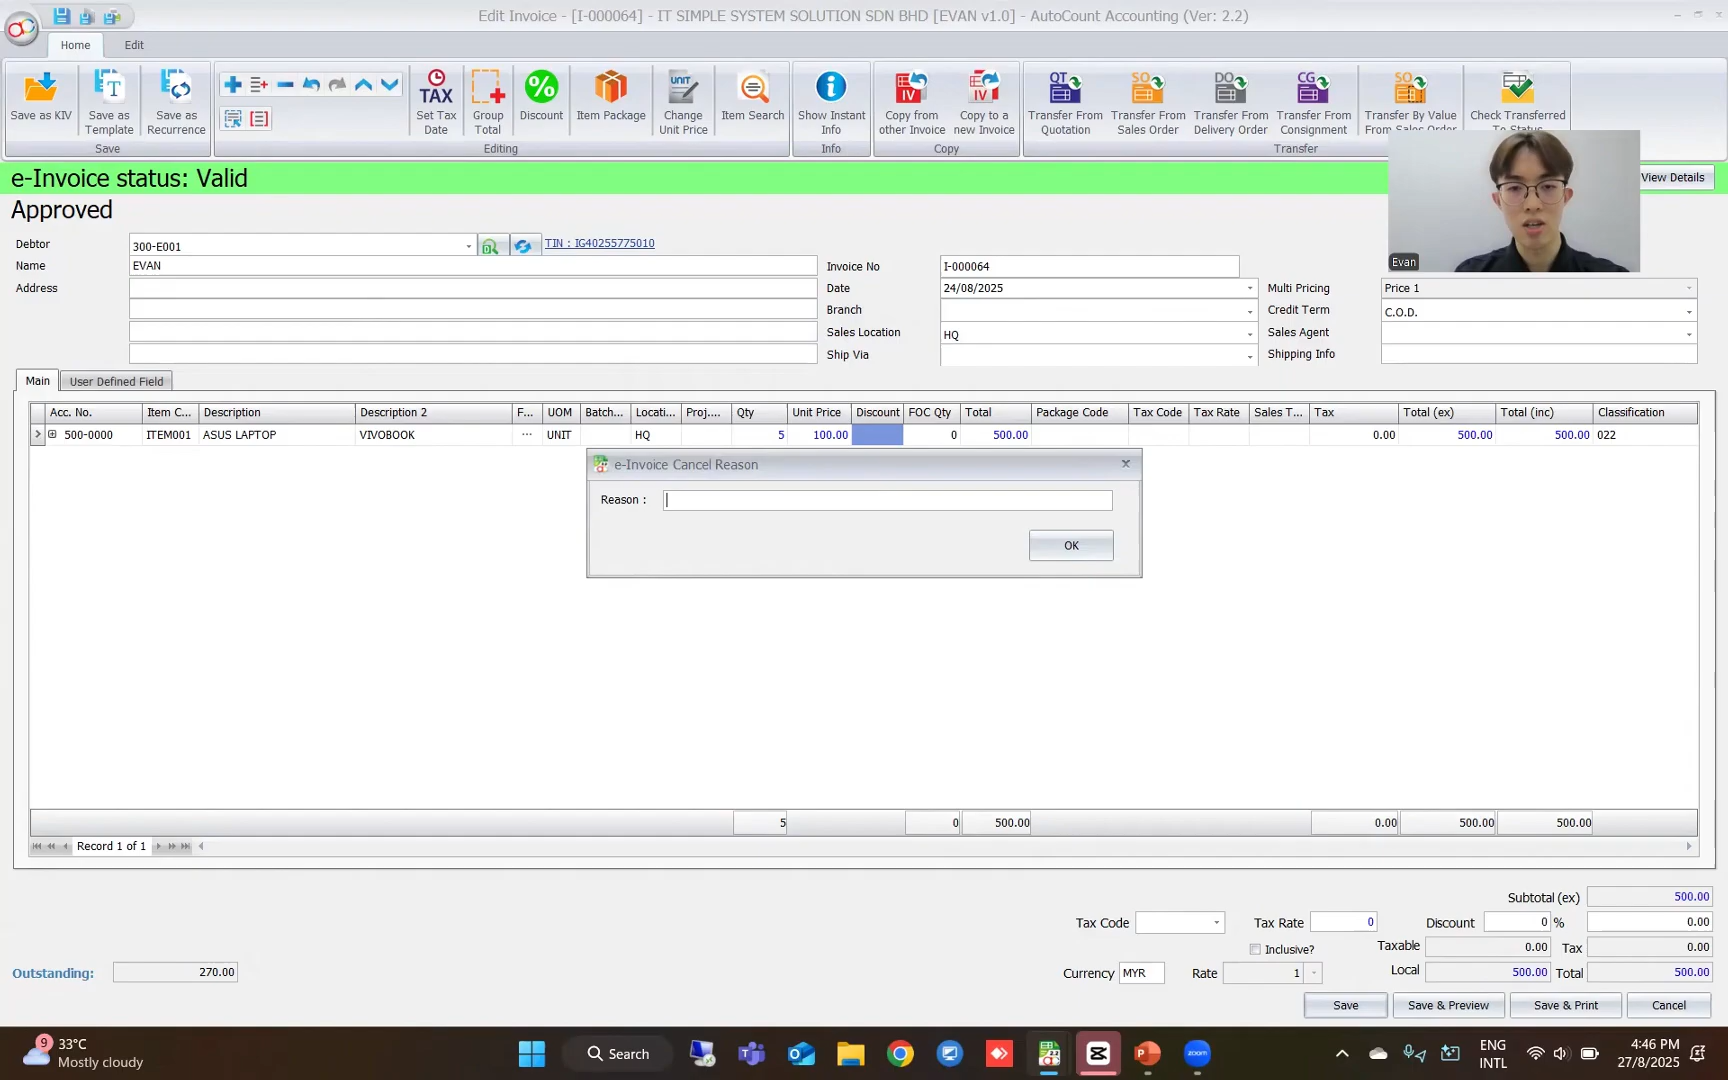 Edit Invoice - [I-000064] - IT SIMPLE SYSTEM SOLUTION SDN BHD [EVAN v1.0] - AutoCount Accounting (Ver: 2.2)
Home Edit
Save as KIV
Save as Template
Save as Recurrence
Set Tax Date
Group Total
Discount
Item Package
Change Unit Price
Item Search
Show Instant Info
Copy from other Invoice
Copy to a new Invoice
Transfer From Quotation
Transfer From Sales Order
Transfer From Delivery Order
Transfer From Consignment
Transfer By Value From Sales Order
Check Transferred To Status
Save Editing Info Copy Transfer
e-Invoice status: Valid View Details
Approved
Debtor 300-E001 TIN : IG40255775010
Name EVAN Invoice No I-000064 Evan
Address Date 24/08/2025 Multi Pricing Price 1
Branch Credit Term C.O.D.
Sales Location HQ Sales Agent
Ship Via Shipping Info
Main User Defined Field
Acc. No. Item C... Description Description 2 F... UOM Batch... Locati... Proj.... Qty Unit Price Discount FOC Qty Total Package Code Tax Code Tax Rate Sales T... Tax Total (ex) Total (inc) Classification
500-0000 ITEM001 ASUS LAPTOP VIVOBOOK ... UNIT HQ 5 100.00 0 500.00 0.00 500.00 500.00 022
e-Invoice Cancel Reason
Reason :
OK
5 0 500.00 0.00 500.00 500.00
Record 1 of 1
Subtotal (ex) 500.00
Tax Code Tax Rate 0 Discount 0 % 0.00
Inclusive? Taxable 0.00 Tax 0.00
Outstanding: 270.00 Currency MYR Rate 1 Local 500.00 Total 500.00
Save Save & Preview Save & Print Cancel
9 33°C
Mostly cloudy
Search
zoom
ENG
INTL
4:46 PM
27/8/2025